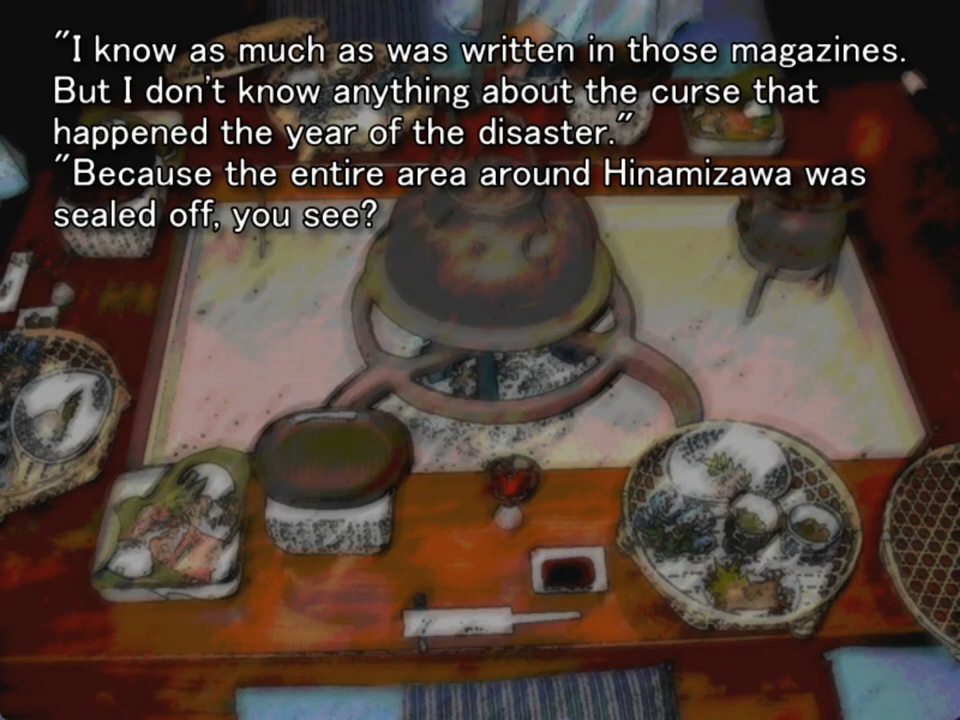 "I know as much as was written in those magazines.
But I don't know anything about the curse that
happened the year of the disaster."
"Because the entire area around Hinamizawa was
sealed off, you see?